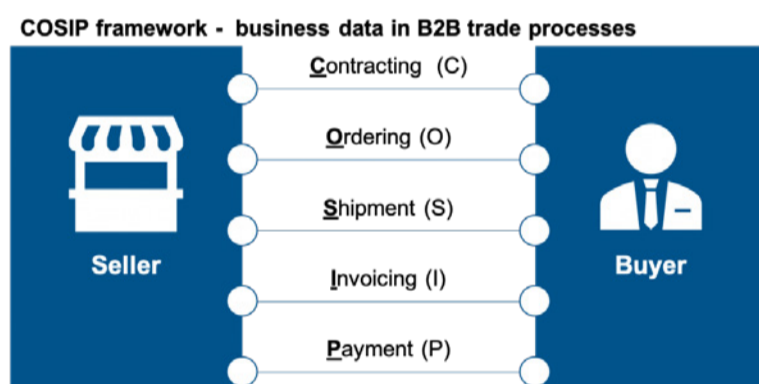 COSIP framework - business data in B2B trade processes
Contracting (C)
Ordering (O)
Shipment (S)
Seller
Buyer
Invoicing (I)
Payment (P)